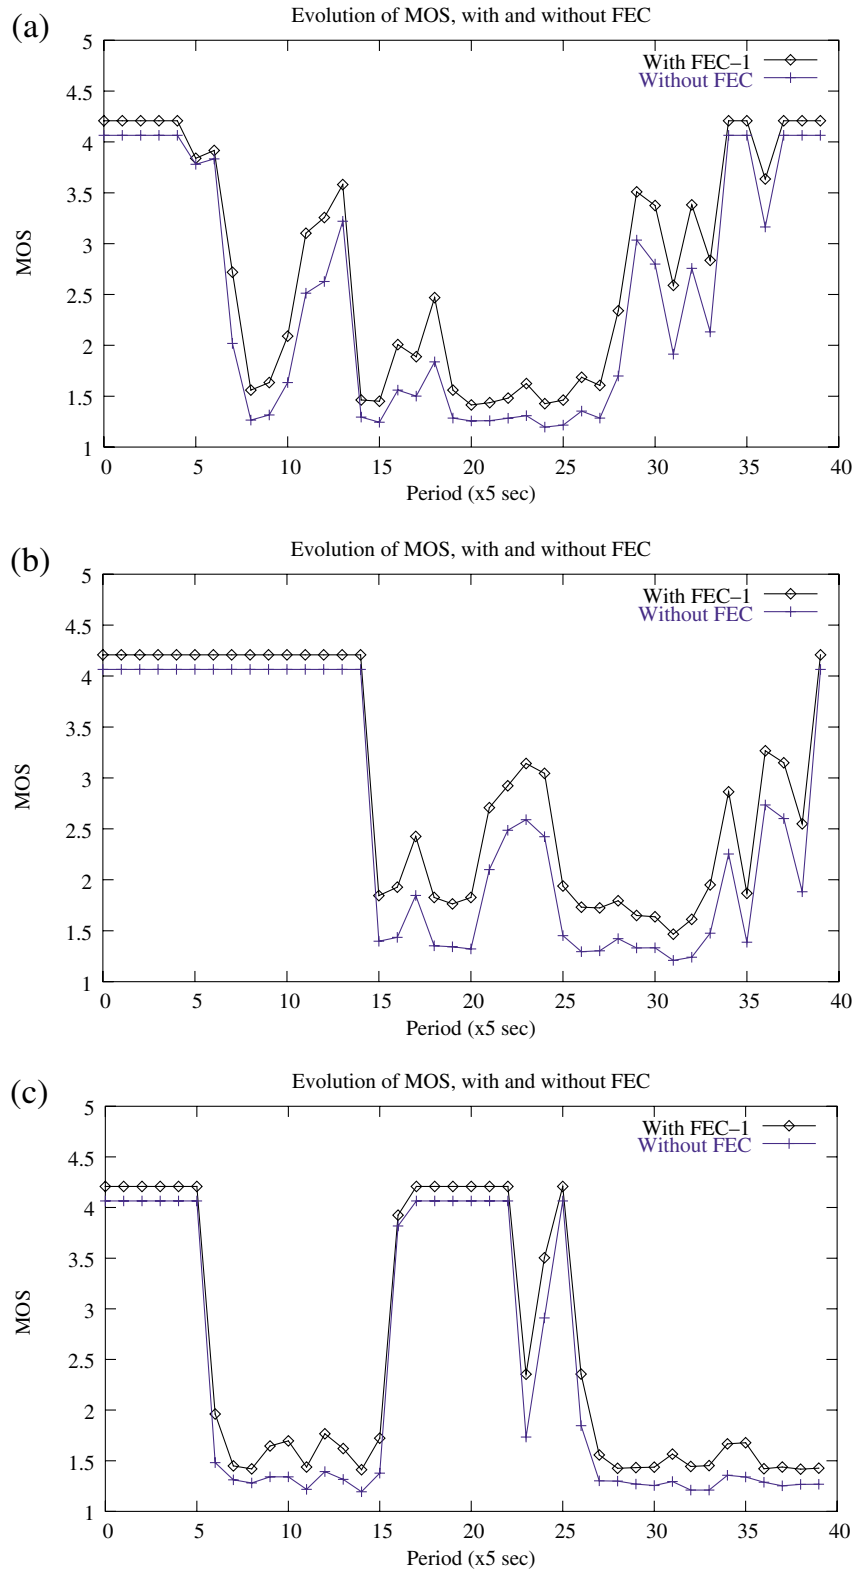 (a)
Evolution of MOS, with and without FEC
5
4.5
4
3.5
3
2.5
2
1.5
1
MOS
With FEC–1
Without FEC
0 5 10 15 20 25 30 35 40
Period (x5 sec)
(b)
Evolution of MOS, with and without FEC
5
4.5
4
3.5
3
2.5
2
1.5
1
MOS
With FEC–1
Without FEC
0 5 10 15 20 25 30 35 40
Period (x5 sec)
(c)
Evolution of MOS, with and without FEC
5
4.5
4
3.5
3
2.5
2
1.5
1
MOS
With FEC–1
Without FEC
0 5 10 15 20 25 30 35 40
Period (x5 sec)